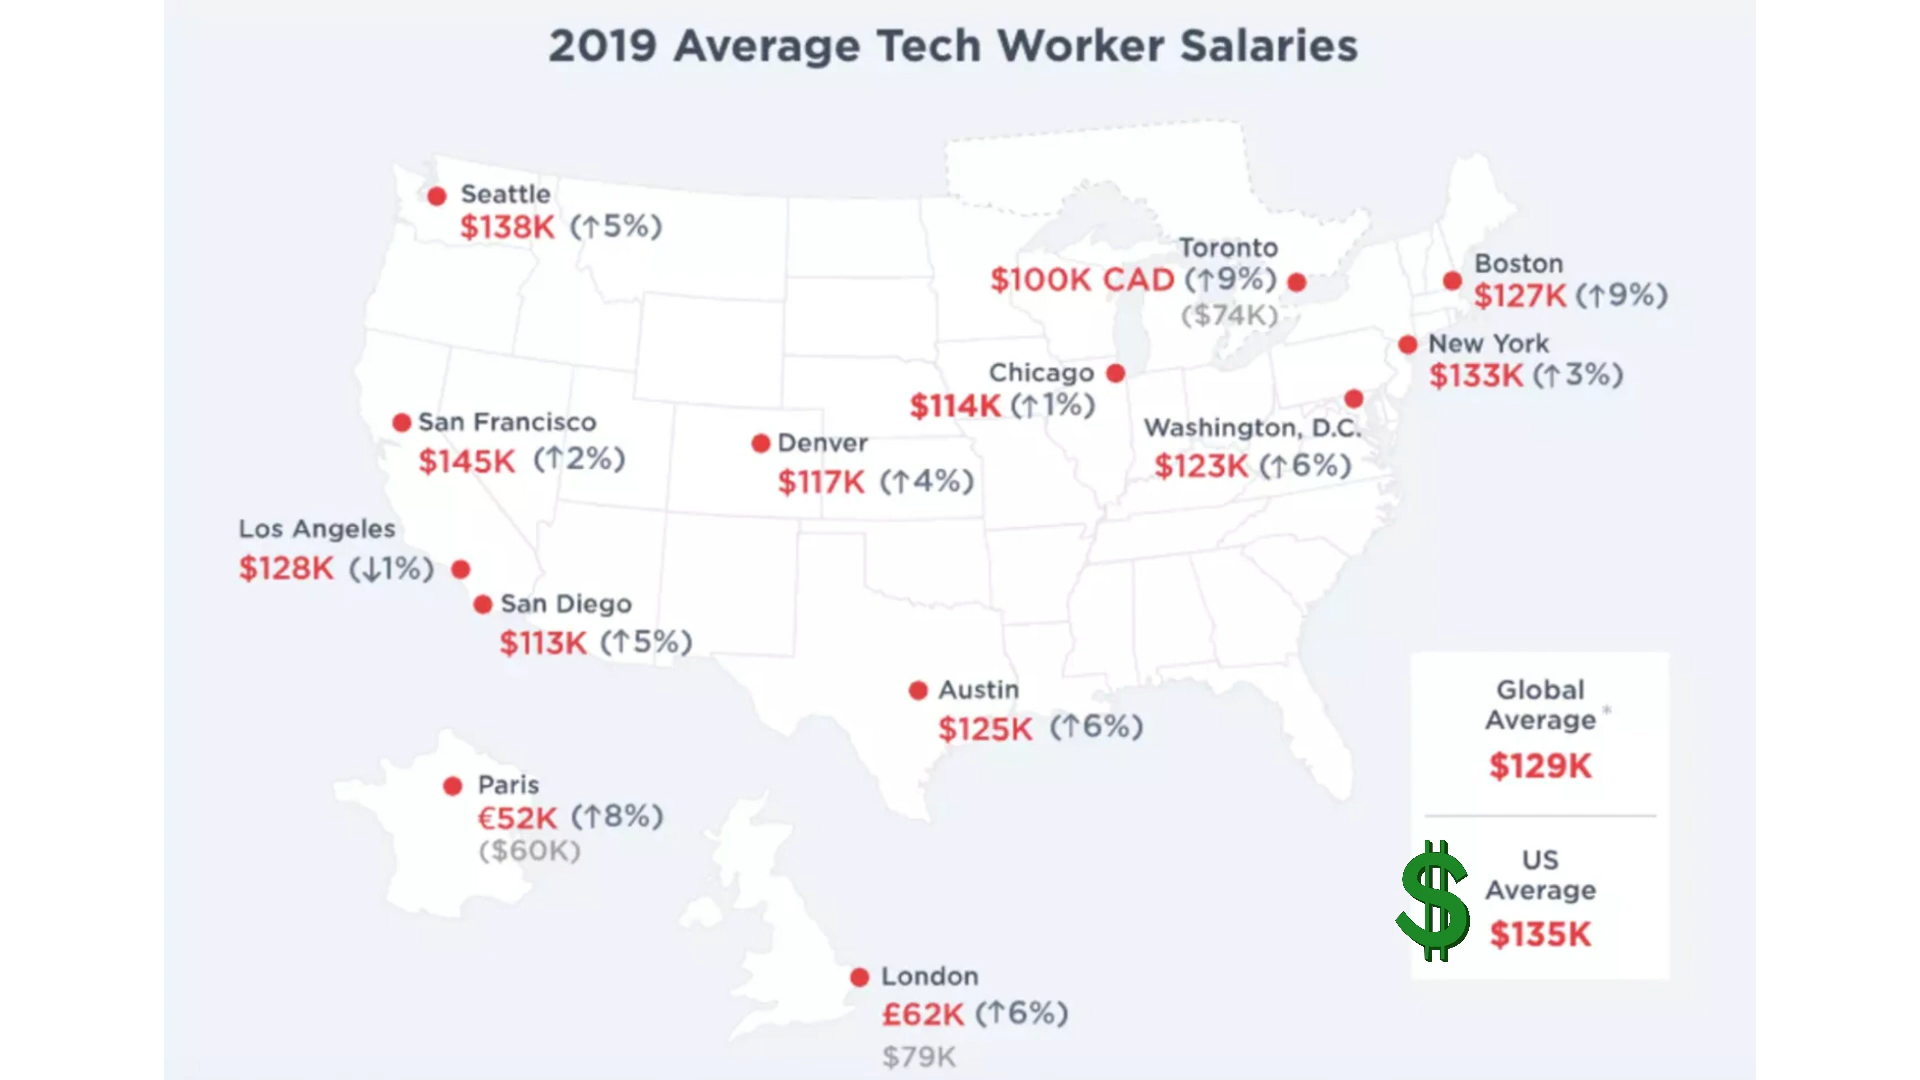 2019 Average Tech Worker Salaries
Seattle
$138K (↑5%)
Toronto
$100K CAD (↑9%)
($74K)
Boston
$127K (↑9%)
New York
$133K (↑3%)
Chicago
$114K (↑1%)
Washington, D.C.
$123K (↑6%)
San Francisco
$145K (↑2%)
Denver
$117K (↑4%)
Los Angeles
$128K (↓1%)
San Diego
$113K (↑5%)
Austin
$125K (↑6%)
Paris
€52K (↑8%)
($60K)
London
£62K (↑6%)
$79K
Global
Average*
$129K
$
US
Average
$135K